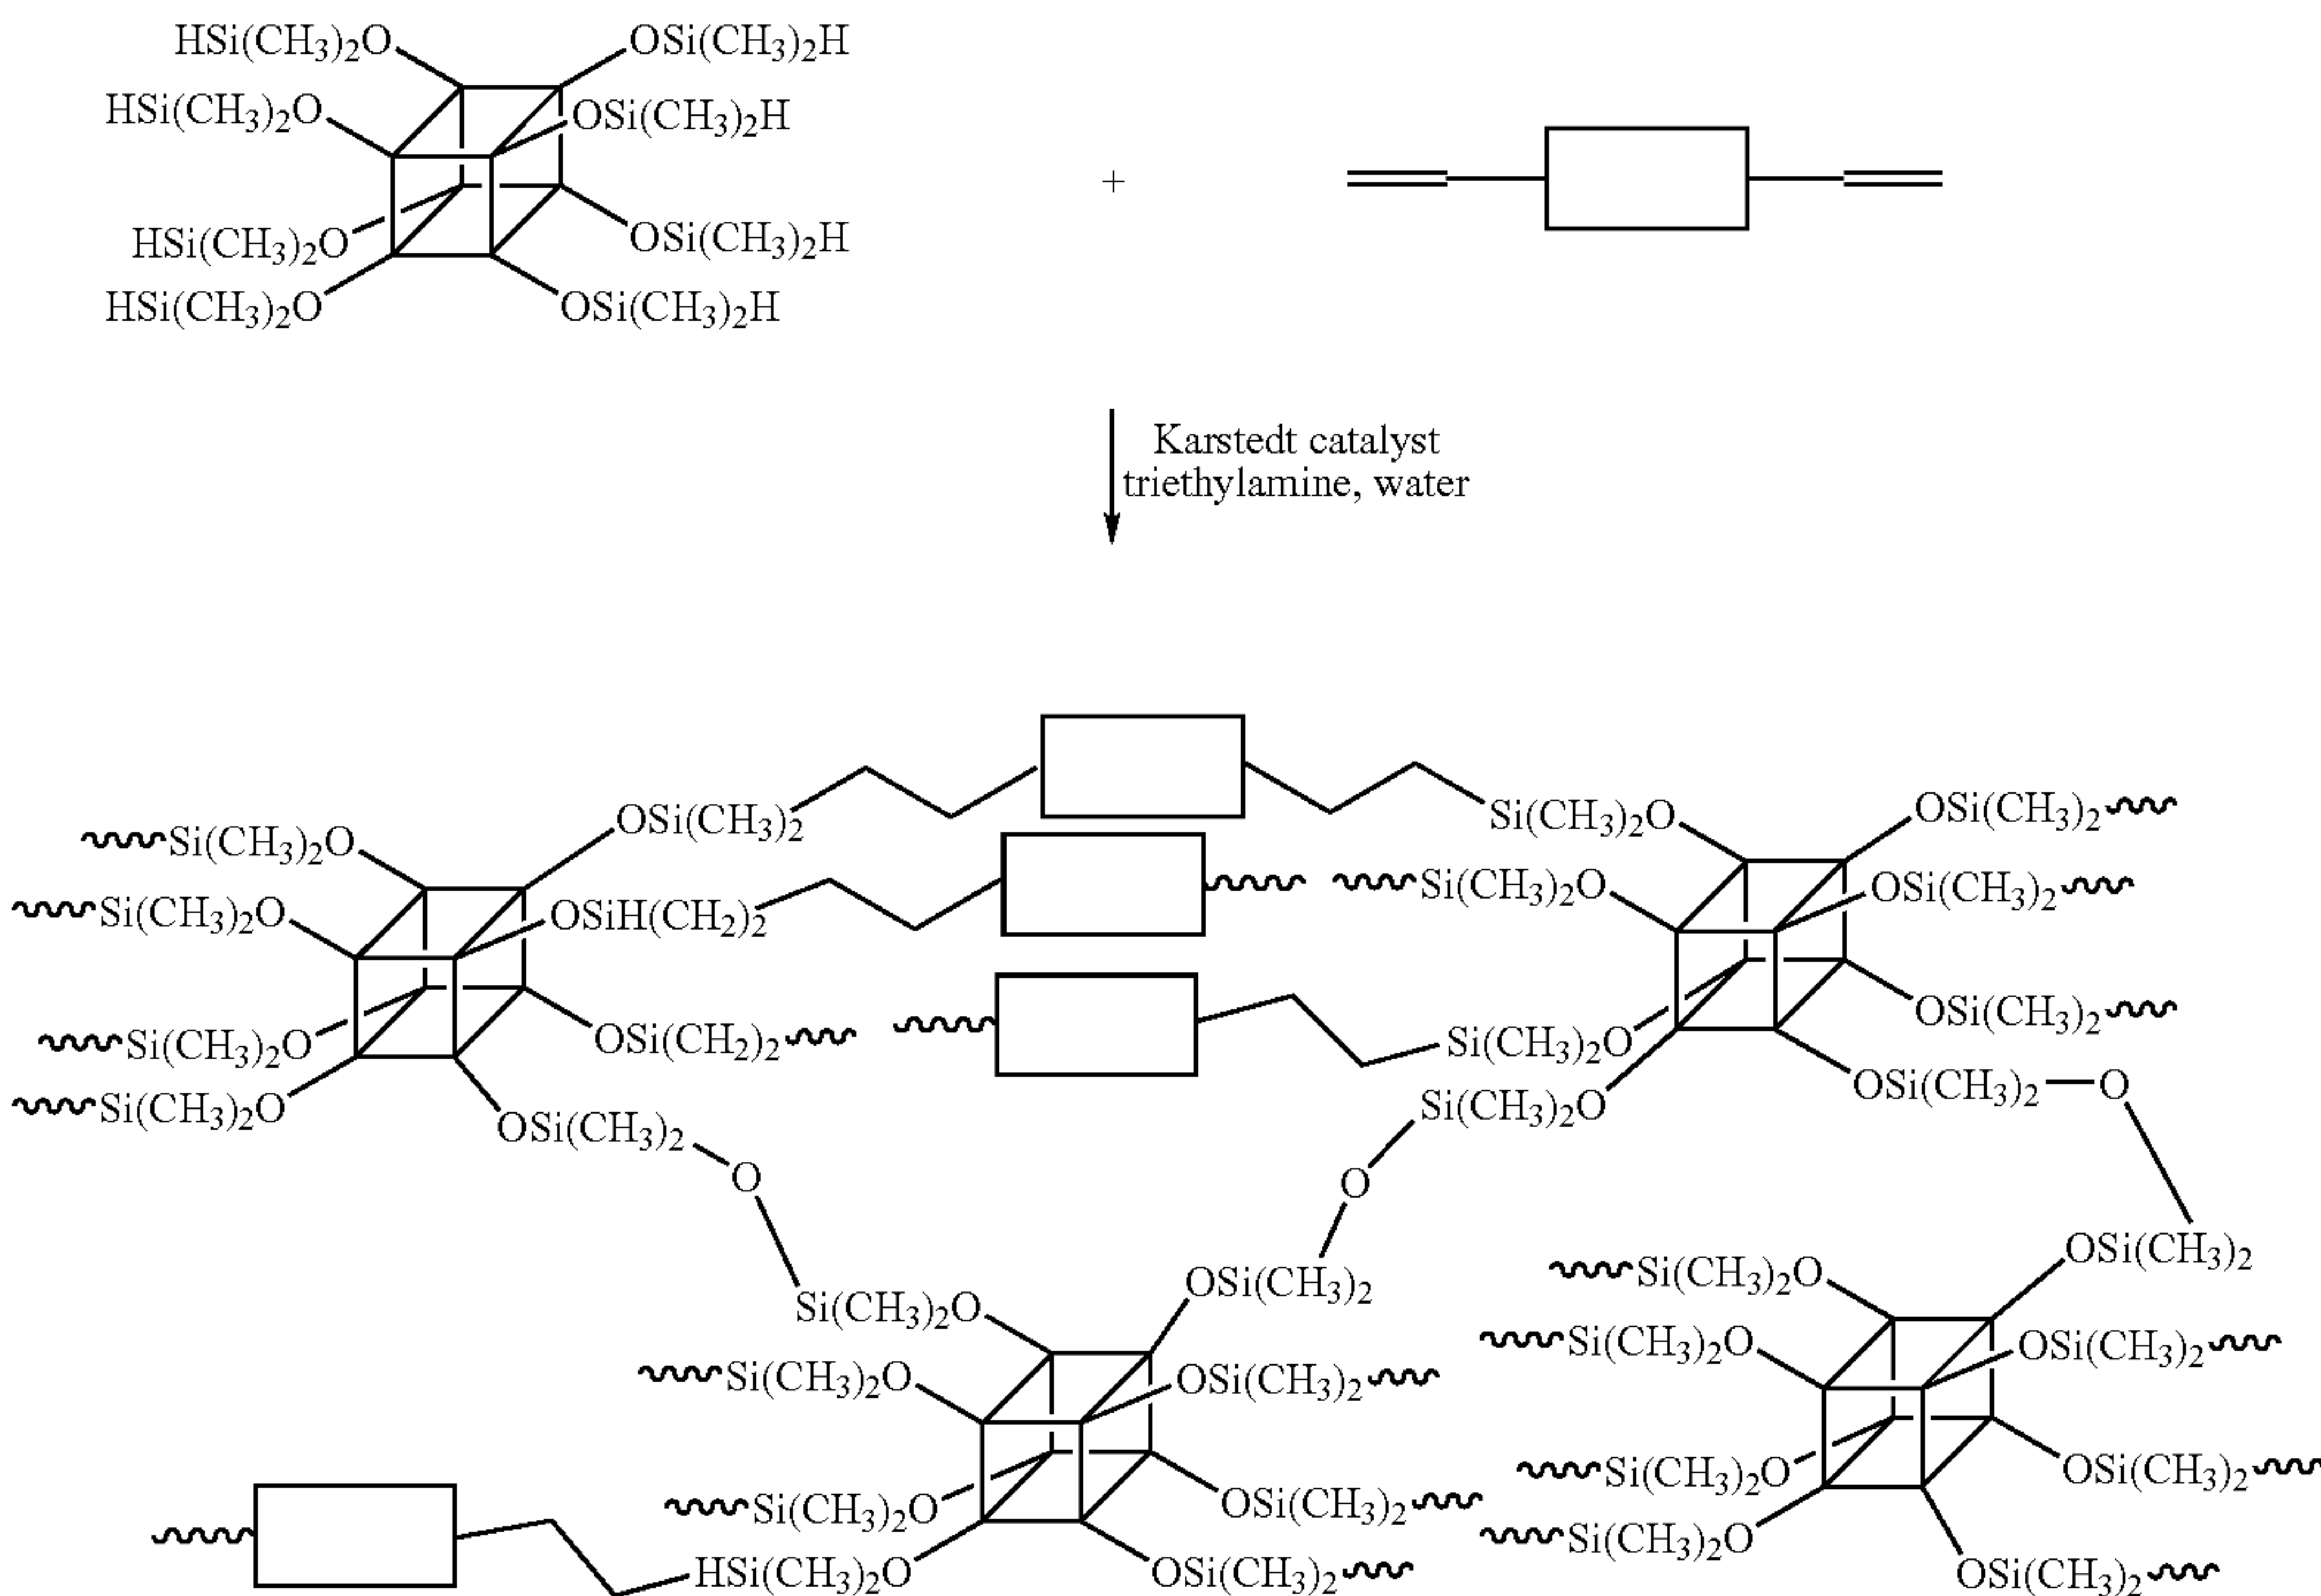 HSi(CH₃)₂O OSi(CH₃)₂H
HSi(CH₃)₂O OSi(CH₃)₂H
+
HSi(CH₃)₂O OSi(CH₃)₂H
HSi(CH₃)₂O OSi(CH₃)₂H
Karstedt catalyst
triethylamine, water
OSi(CH₃)₂ Si(CH₃)₂O OSi(CH₃)₂
Si(CH₃)₂O
Si(CH₃)₂O OSi(CH₃)₂
Si(CH₃)₂O OSiH(CH₂)₂
Si(CH₃)₂O OSi(CH₂)₂ Si(CH₃)₂O OSi(CH₃)₂
Si(CH₃)₂O OSi(CH₃)₂ Si(CH₃)₂O OSi(CH₃)₂ O
O O
Si(CH₃)₂O OSi(CH₃)₂ Si(CH₃)₂O OSi(CH₃)₂
Si(CH₃)₂O OSi(CH₃)₂ Si(CH₃)₂O OSi(CH₃)₂
Si(CH₃)₂O OSi(CH₃)₂ Si(CH₃)₂O OSi(CH₃)₂
Si(CH₃)₂O
HSi(CH₃)₂O OSi(CH₃)₂ OSi(CH₃)₂